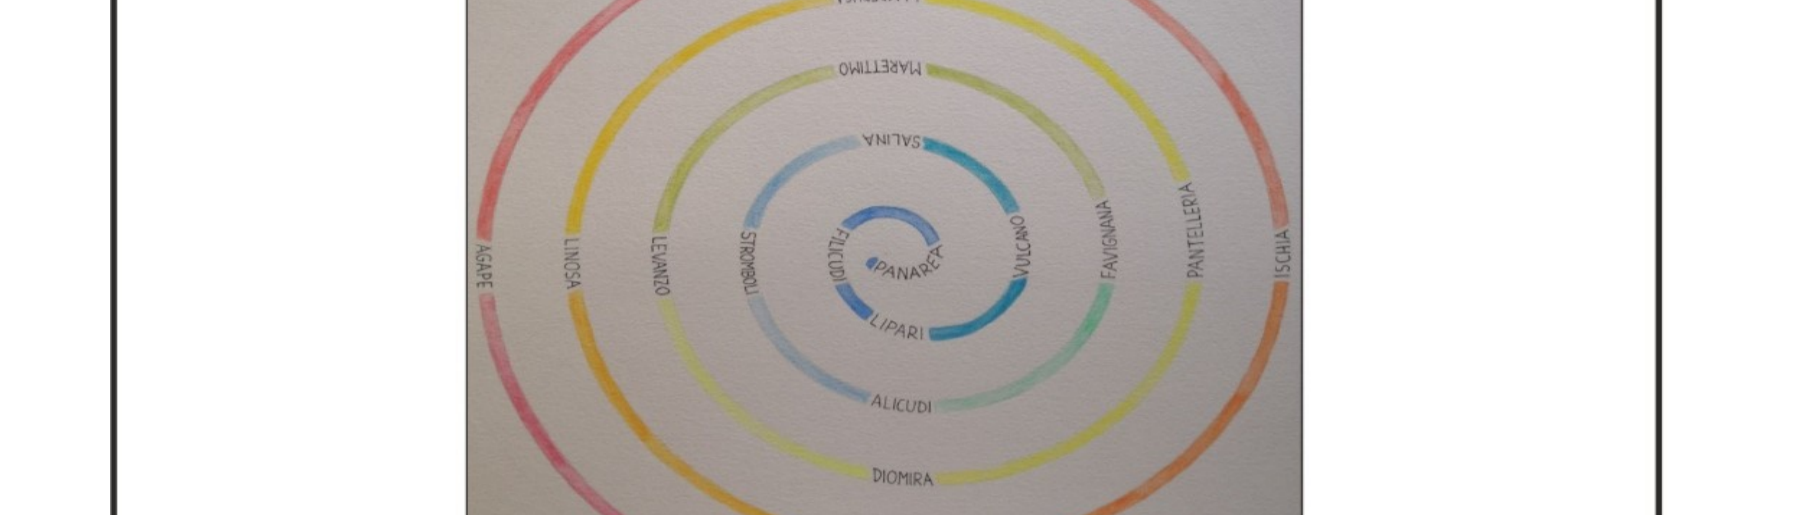 MARETTIMO
SALINA
FILICUDI
PANAREA
LIPARI
VULCANO
STROMBOLI
ALICUDI
FAVIGNANA
LEVANZO
DIOMIRA
PANTELLERIA
LINOSA
ISCHIA
AGAPE